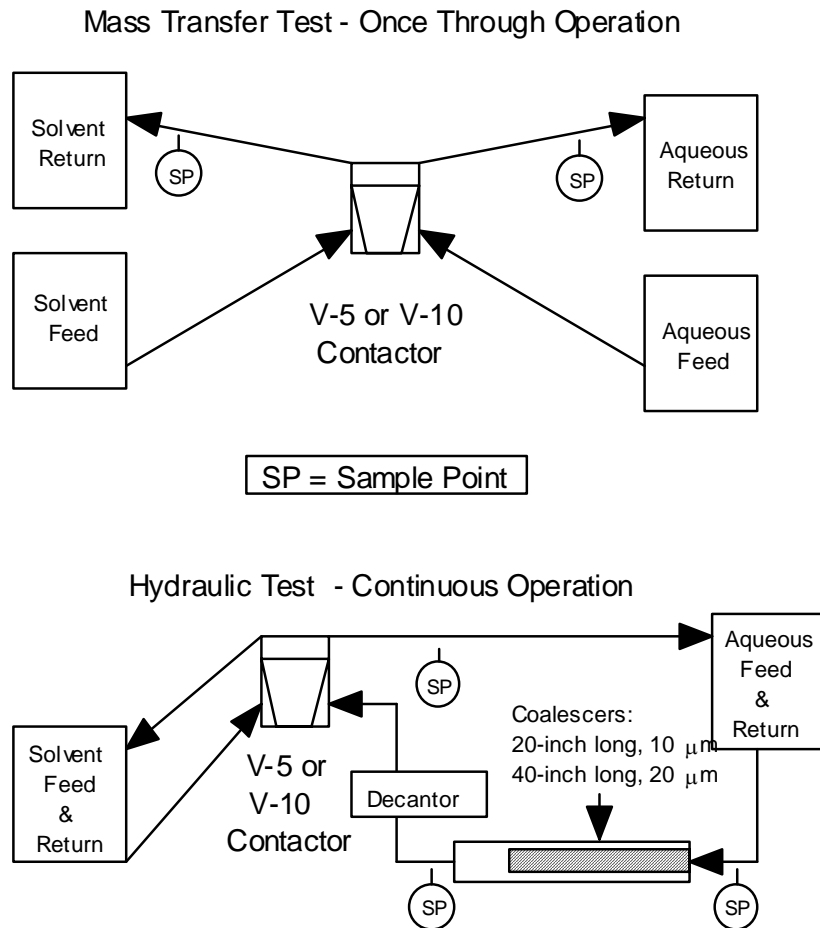 Mass Transfer Test - Once Through Operation
Solvent
Return
SP
SP
Aqueous
Return
Solvent
Feed
V-5 or V-10
Contactor
Aqueous
Feed
SP = Sample Point
Hydraulic Test - Continuous Operation
Aqueous
Feed
&
Return
SP
Coalescers:
20-inch long, 10 μm
40-inch long, 20 μm
Solvent
Feed
&
Return
V-5 or
V-10
Contactor
Decantor
SP
SP